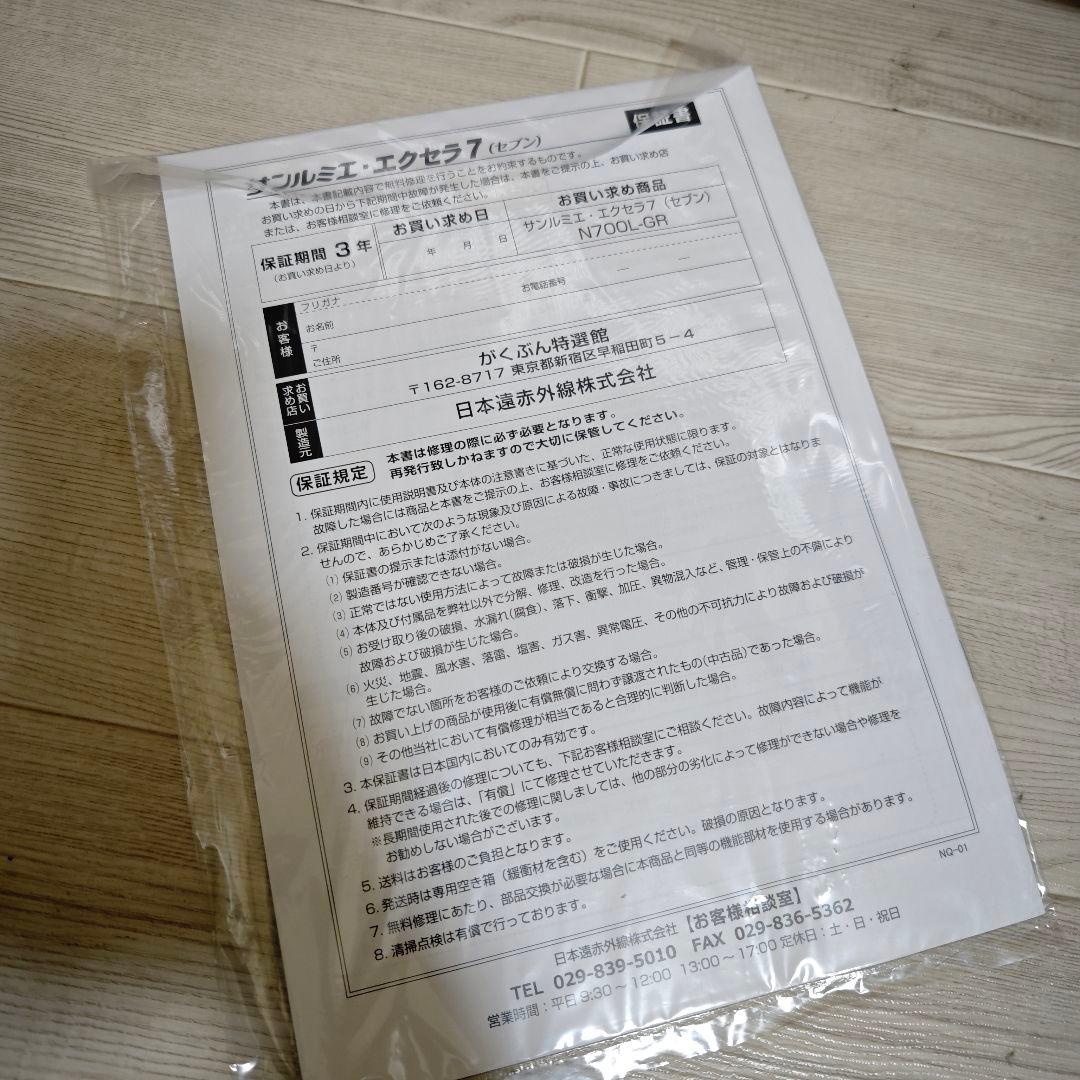 保証書
サンルミエ・エクセラ7（セブン）
本書は、本書記載内容で無料修理を行うことをお約束するものです。
お買い求めの日から下記期間中故障が発生した場合は、本書をご提示の上、お買い求め店
または、お客様相談室に修理をご依頼ください。
保証期間 3 年
（お買い求め日より）
お買い求め日
年 月 日
お買い求め商品
サンルミエ・エクセラ7（セブン）
N700L-GR
お客様
フリガナ
お名前
お電話番号 － －
〒
ご住所
お買い求め店
がくぶん特選館
〒162-8717 東京都新宿区早稲田町5－4
製造元
日本遠赤外線株式会社
本書は修理の際に必ず必要となります。
再発行致しかねますので大切に保管してください。
保証規定
1. 保証期間内に使用説明書及び本体の注意書きに基づいた、正常な使用状態に限ります。
故障した場合には商品と本書をご提示の上、お客様相談室に修理をご依頼ください。
2. 保証期間中において次のような現象及び原因による故障・事故につきましては、保証の対象とはなりま
せんので、あらかじめご了承ください。
(1) 保証書の提示または添付がない場合。
(2) 製造番号が確認できない場合。
(3) 正常ではない使用方法によって故障または破損が生じた場合。
(4) 本体及び付属品を弊社以外で分解、修理、改造を行った場合。
(5) お受け取り後の破損、水漏れ(腐食)、落下、衝撃、加圧、異物混入など、管理・保管上の不備により
故障および破損が生じた場合。
(6) 火災、地震、風水害、落雷、塩害、ガス害、異常電圧、その他の不可抗力により故障および破損が
生じた場合。
(7) 故障でない箇所をお客様のご依頼により交換する場合。
(8) お買い上げの商品が使用後に有償無償に問わず譲渡されたもの(中古品)であった場合。
(9) その他当社において有償修理が相当であると合理的に判断した場合。
3. 本保証書は日本国内においてのみ有効です。
4. 保証期間経過後の修理についても、下記お客様相談室にご相談ください。故障内容によって機能が
維持できる場合は、「有償」にて修理させていただきます。
※長期間使用された後での修理に関しましては、他の部分の劣化によって修理ができない場合や修理を
お勧めしない場合がございます。
5. 送料はお客様のご負担となります。
6. 発送時は専用空き箱（緩衝材を含む）をご使用ください。破損の原因となります。
7. 無料修理にあたり、部品交換が必要な場合に本商品と同等の機能部材を使用する場合があります。
8. 清掃点検は有償で行っております。
NQ-01
日本遠赤外線株式会社【お客様相談室】
TEL 029-839-5010 FAX 029-836-5362
営業時間：平日9:30～12:00 13:00～17:00 定休日：土・日・祝日